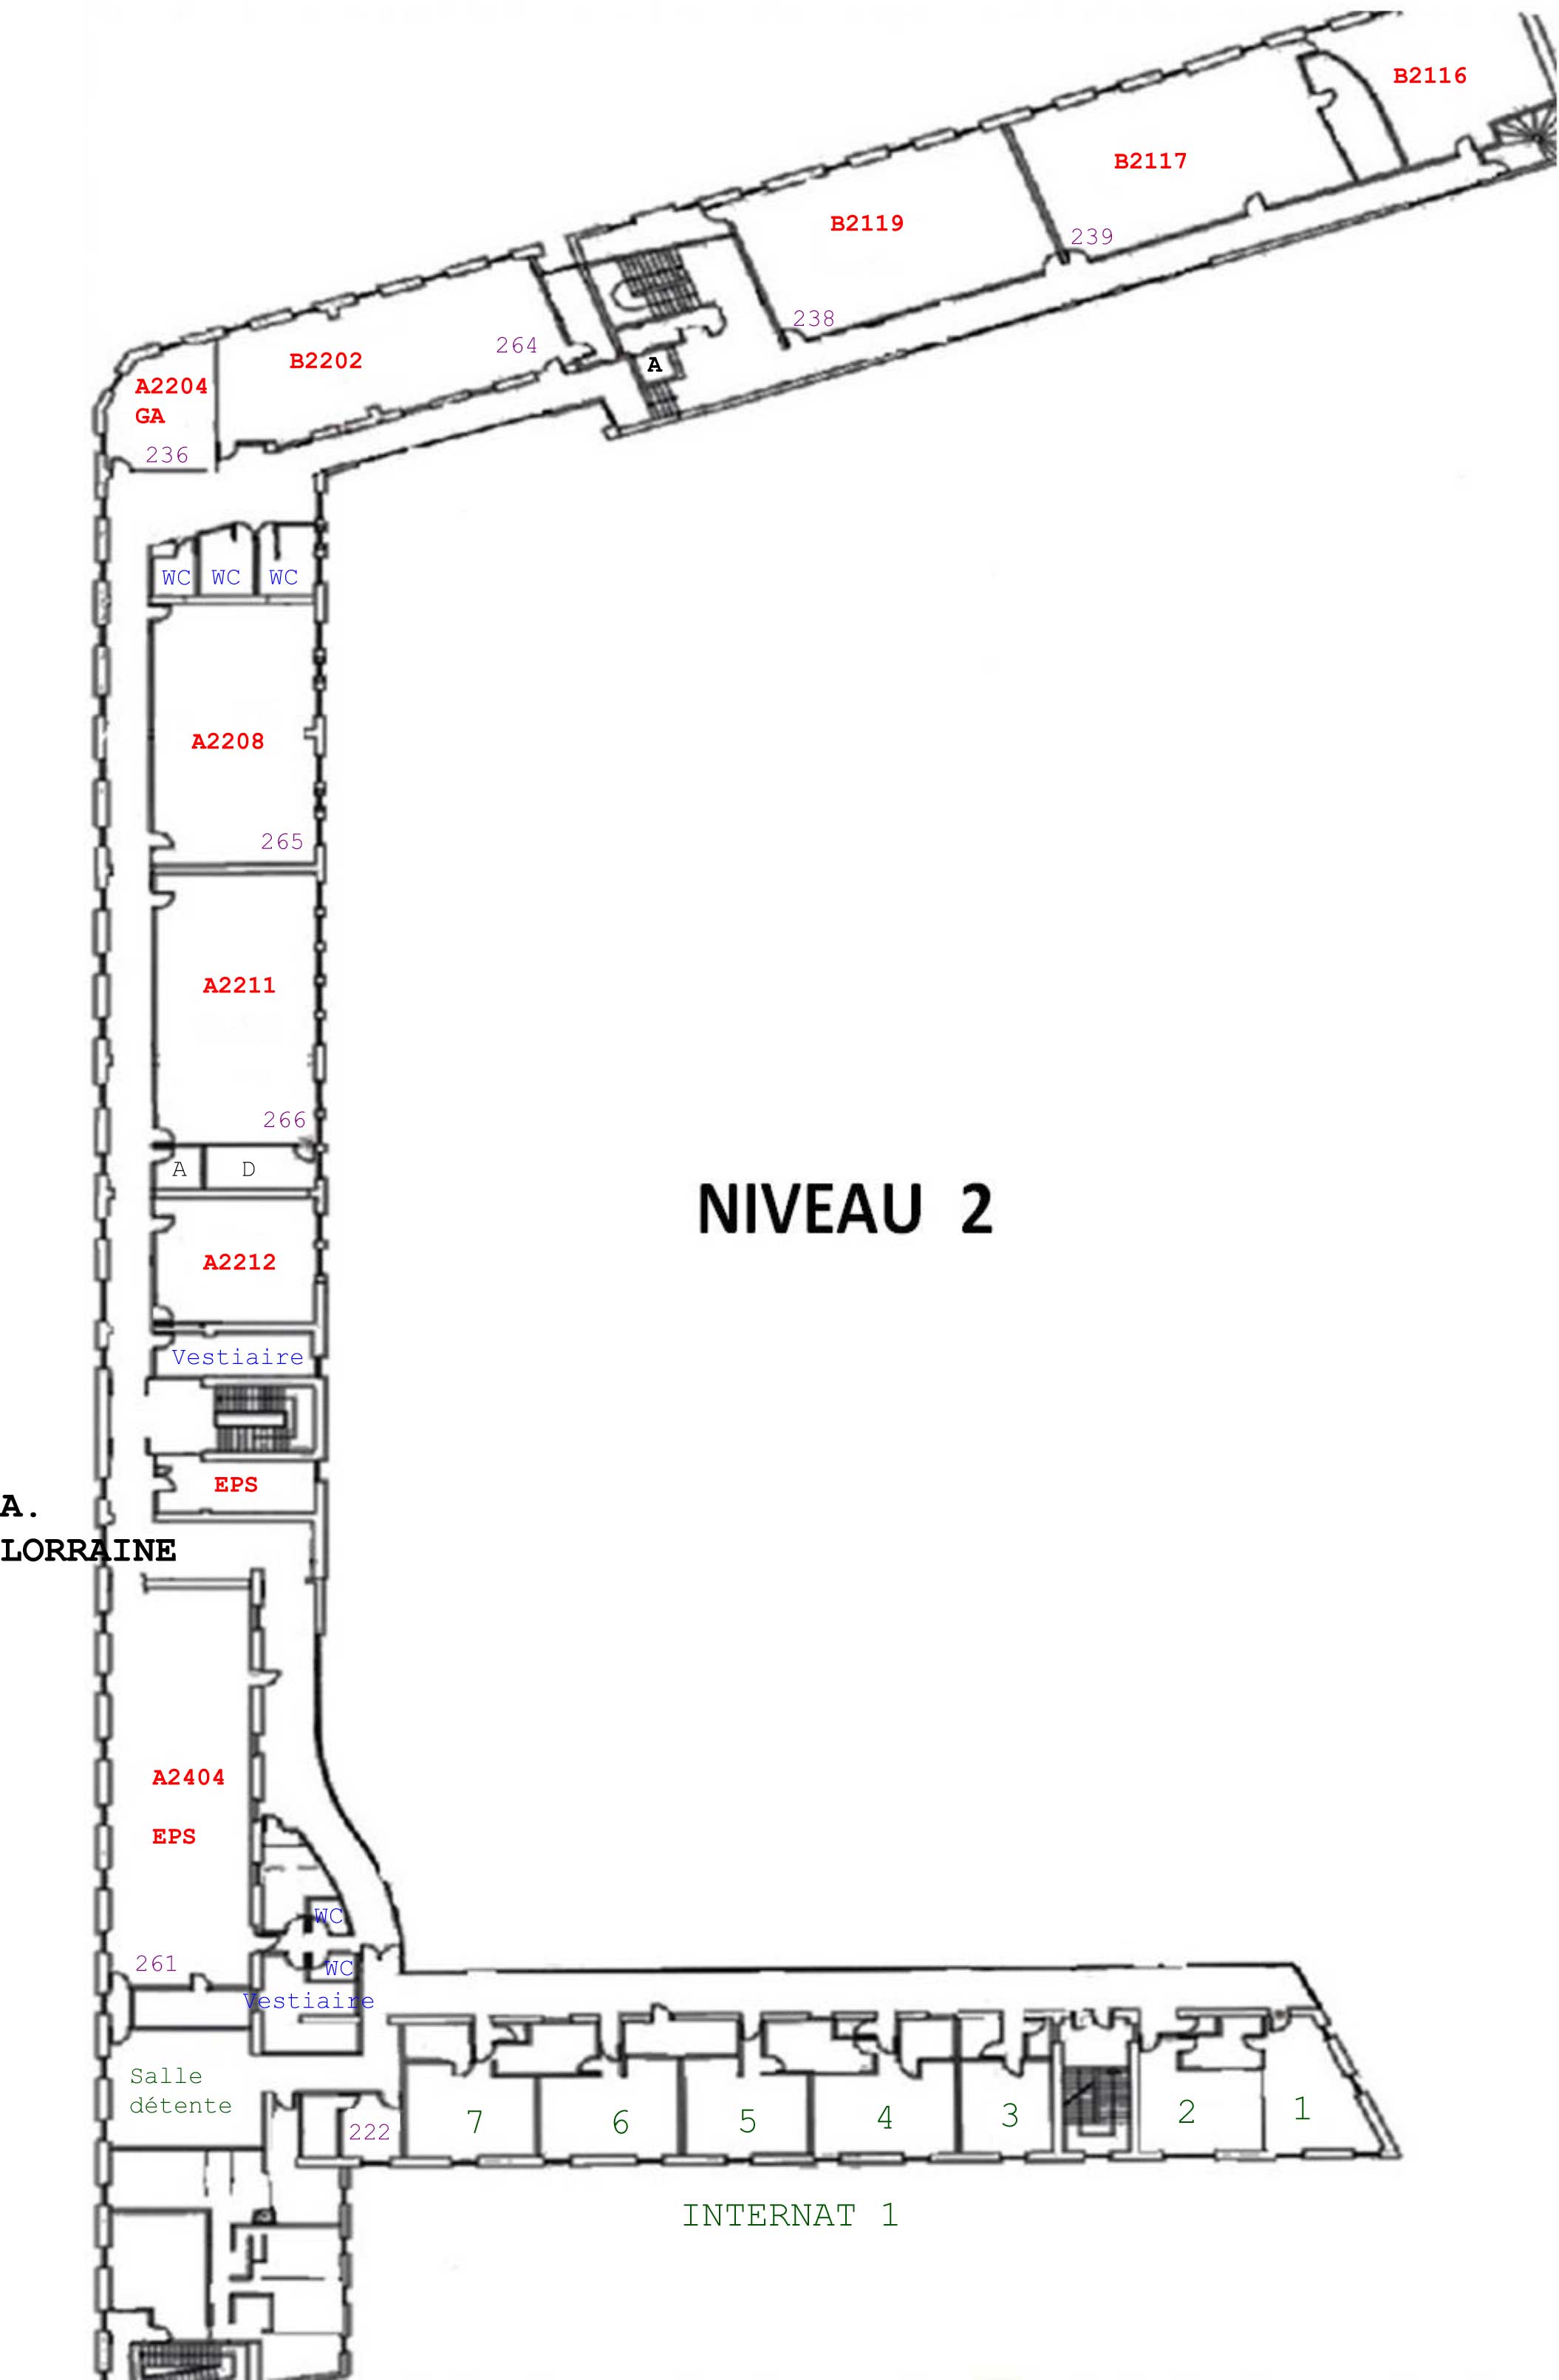 B2116
B2117
B2119
239
238
264
B2202
A
A2204
GA
236
WC WC WC
A2208
265
A2211
266
A D
NIVEAU 2
A2212
Vestiaire
EPS
A.
LORRAINE
A2404
EPS
WC
261
WC
Vestiaire
Salle
détente
222
7 6 5 4 3 2 1
INTERNAT 1